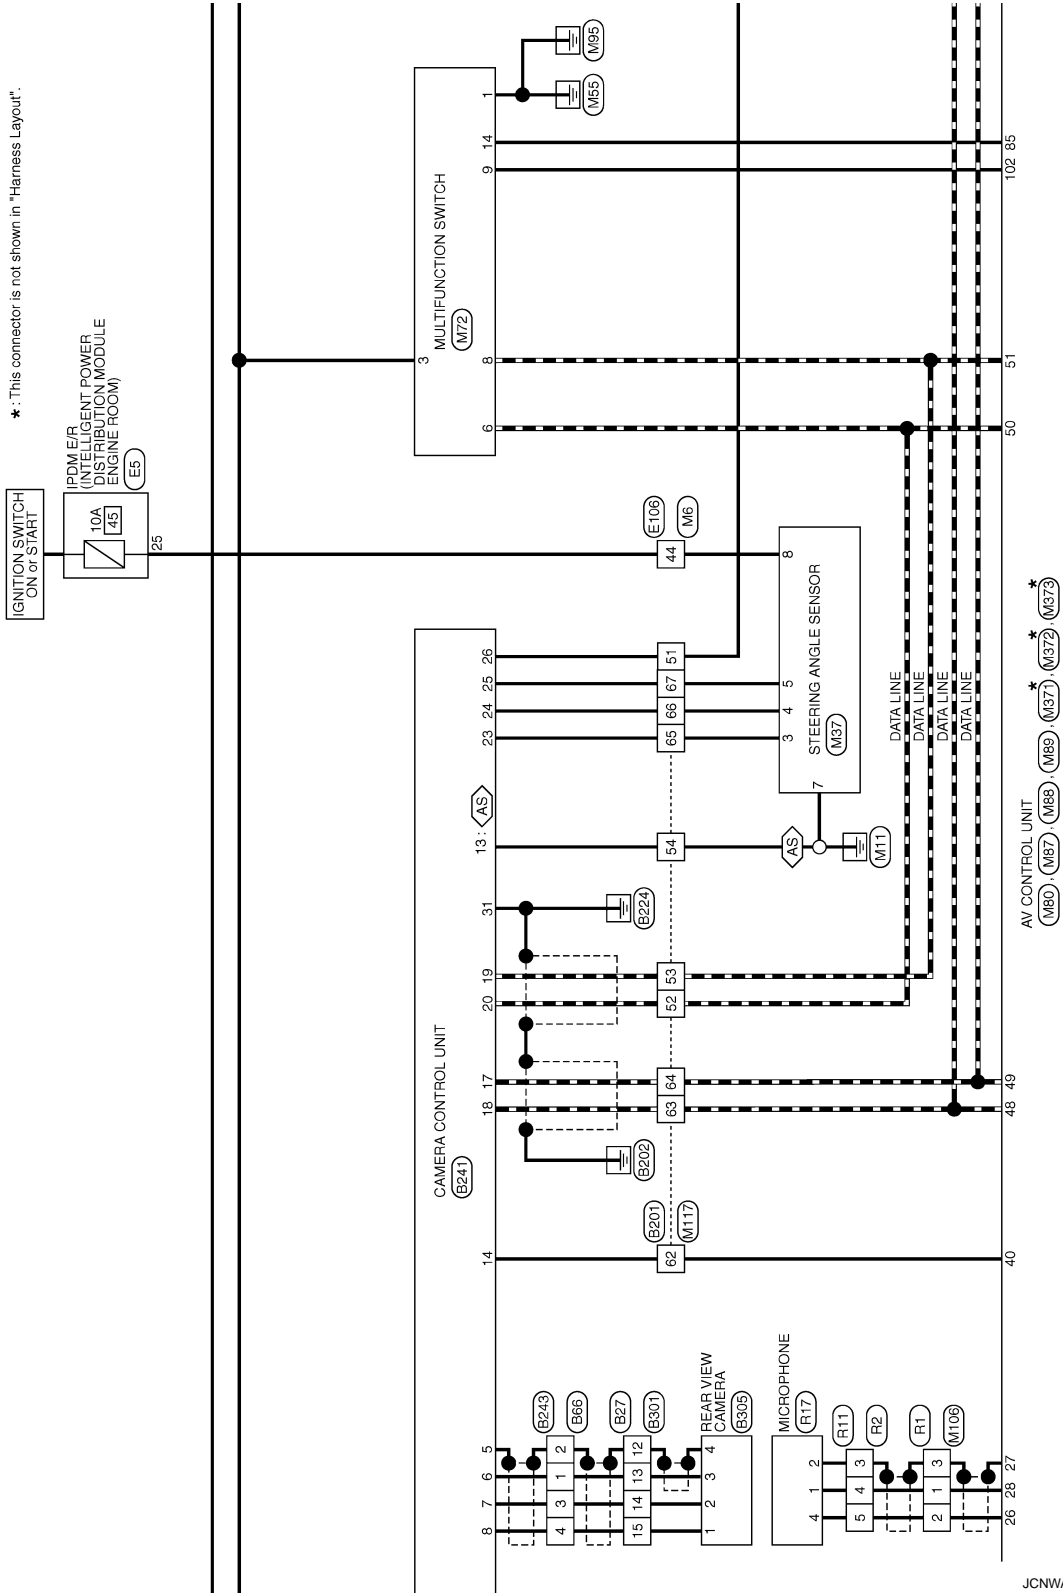 ★ : This connector is not shown in "Harness Layout".
IGNITION SWITCH
ON or START
IPDM E/R
(INTELLIGENT POWER
DISTRIBUTION MODULE
ENGINE ROOM)
E5
10A
45
25
MULTIFUNCTION SWITCH
M72
3
6
8
9
14
1
M95
M55
E106
M6
44
8
STEERING ANGLE SENSOR
M37
3
4
5
7
AS
M11
CAMERA CONTROL UNIT
B241
5
6
7
8
14
18
17
20
19
31
13 : AS
23
24
25
26
B202
B224
B201
M117
62
63
64
52
53
54
65
66
67
51
DATA LINE
DATA LINE
DATA LINE
DATA LINE
B243
B66
4
3
1
2
B27
B301
15
14
13
12
REAR VIEW
CAMERA
B305
1
2
3
4
MICROPHONE
R17
4
1
2
R11
R2
5
4
3
R1
M106
2
1
3
26
28
27
40
48
49
50
51
102
85
AV CONTROL UNIT
M80 , M87 , M88 , M89 , M371 ★ , M372 ★ , M373 ★